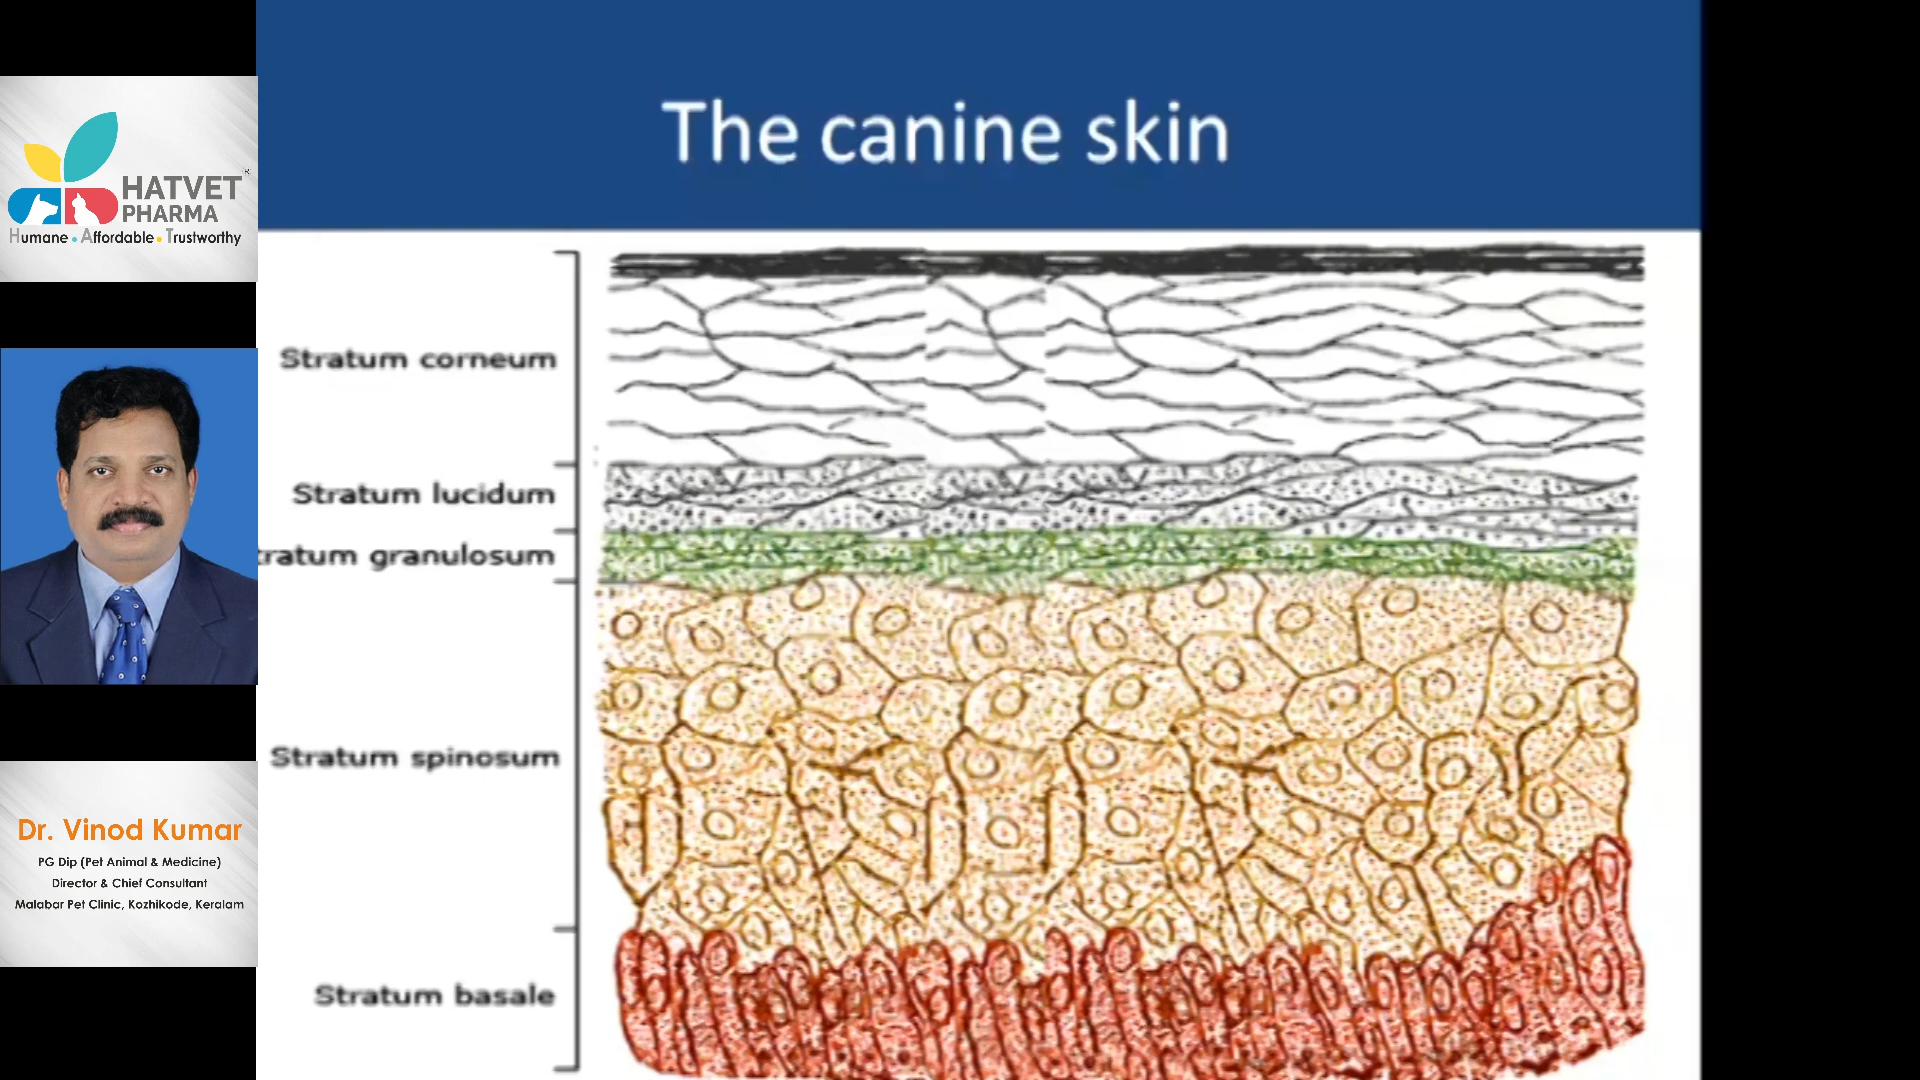 The canine skin
HATVET®
PHARMA
Humane • Affordable • Trustworthy
Stratum corneum
Stratum lucidum
tratum granulosum
Stratum spinosum
Stratum basale
Dr. Vinod Kumar
PG Dip (Pet Animal & Medicine)
Director & Chief Consultant
Malabar Pet Clinic, Kozhikode, Keralam